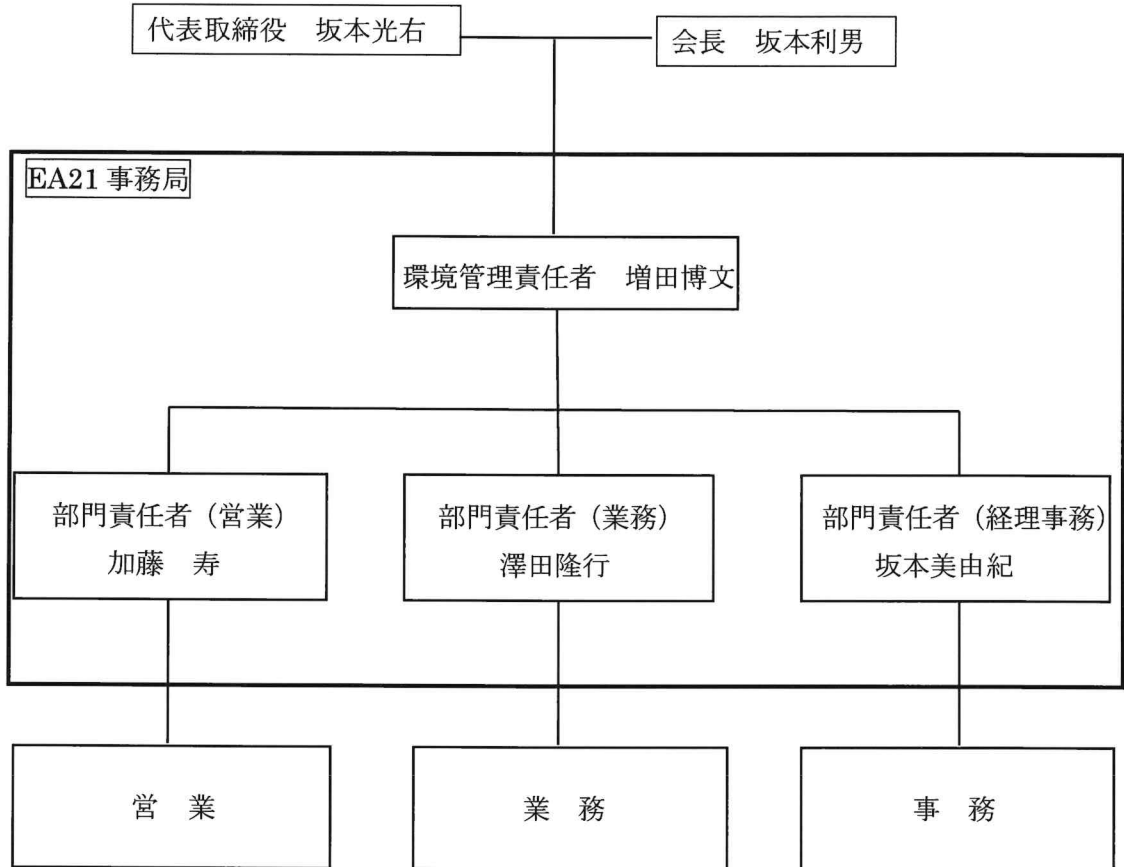 代表取締役　坂本光右
会長　坂本利男
EA21 事務局
環境管理責任者　増田博文
部門責任者（営業）
加藤　寿
部門責任者（業務）
澤田隆行
部門責任者（経理事務）
坂本美由紀
営　業
業　務
事　務